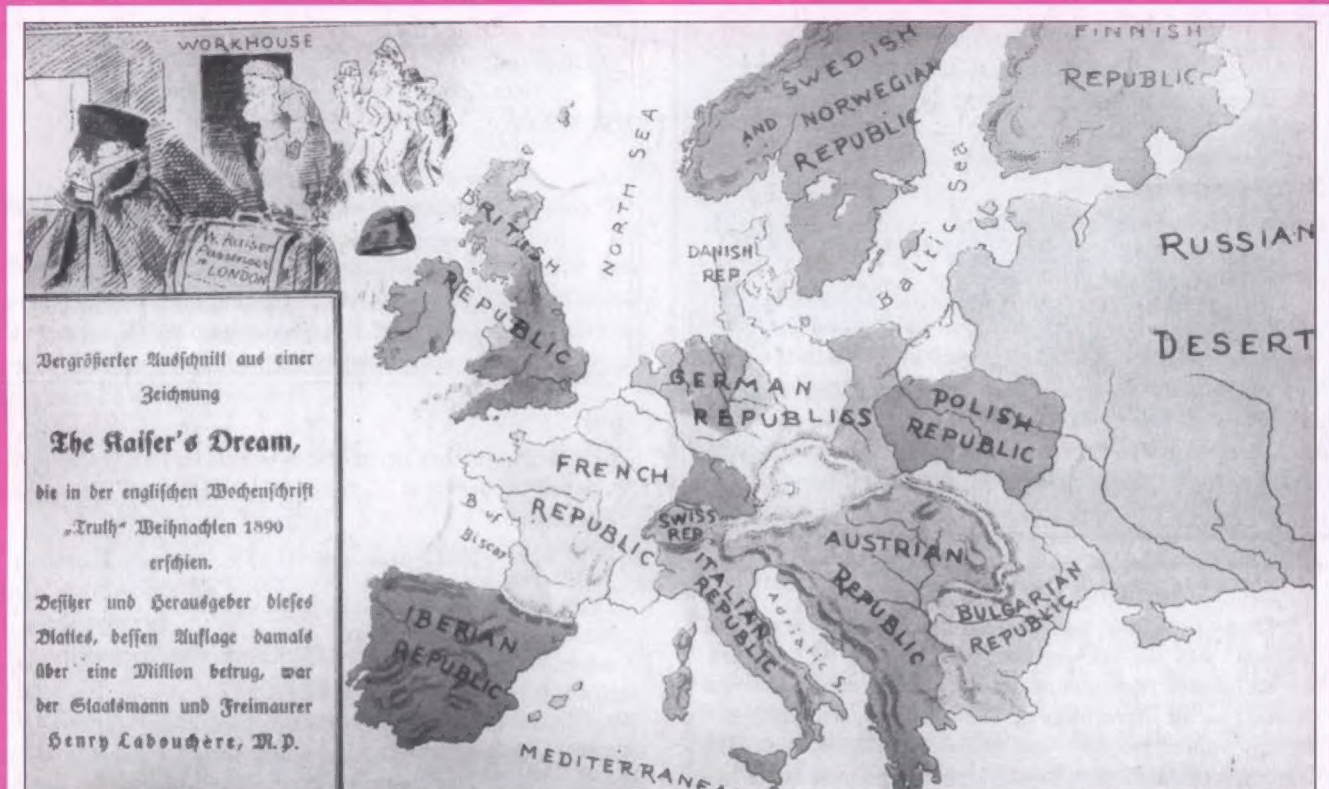 WORKHOUSE
LONDON
Vergrößerter Ausschnitt aus einer
Zeichnung
The Kaiser's Dream,
die in der englischen Wochenschrift
„Truth“ Weihnachten 1890
erschien.
Besitzer und Herausgeber dieses
Blattes, dessen Auflage damals
über eine Million betrug, war
der Staatsmann und Freimaurer
Henry Labouchère, M.P.
SWEDISH
AND NORWEGIAN
REPUBLIC
FINNISH
REPUBLIC
NORTH SEA
Baltic Sea
BRITISH
REPUBLIC
DANISH
REP
RUSSIAN
DESERT
GERMAN
REPUBLIGS
POLISH
REPUBLIC
FRENCH
REPUBLIC
B of
Biscay
SWISS
REP
AUSTRIAN
REPUBLIC
ITALIAN
REPUBLIC
Adriatic S
BULGARIAN
REPUBLIC
IBERIAN
REPUBLIC
MEDITERRANE